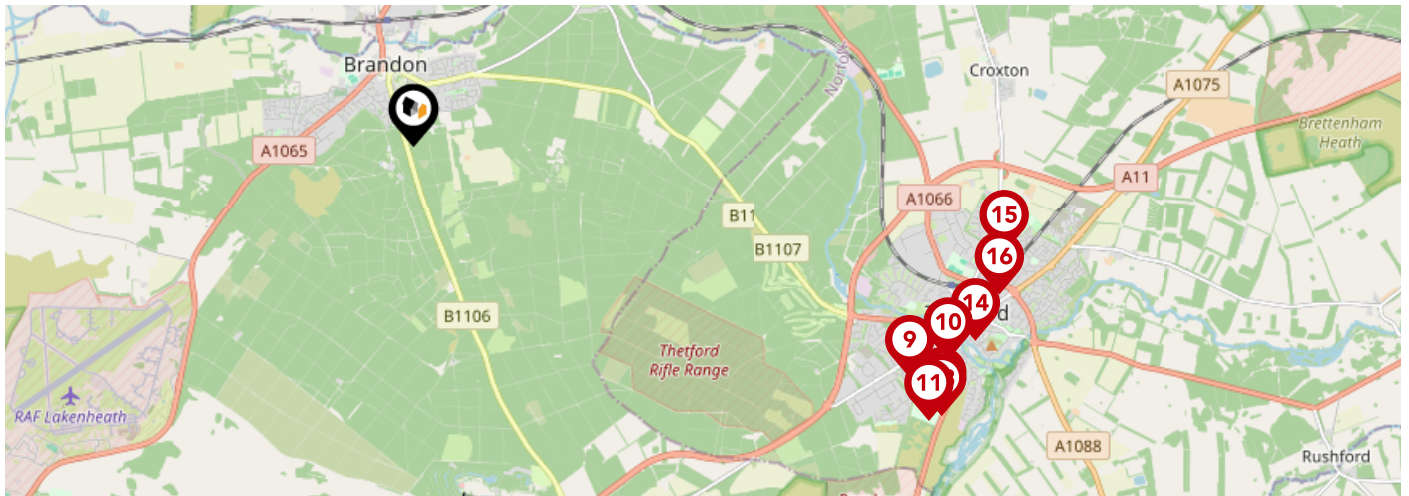 Brandon
Croxton
Norfolk
A1075
A1065
Brettenham
Heath
A11
A1066
15
B11
B1107
16
14
B1106
10
9
Thetford
Rifle Range
11
RAF Lakenheath
A1088
Rushford